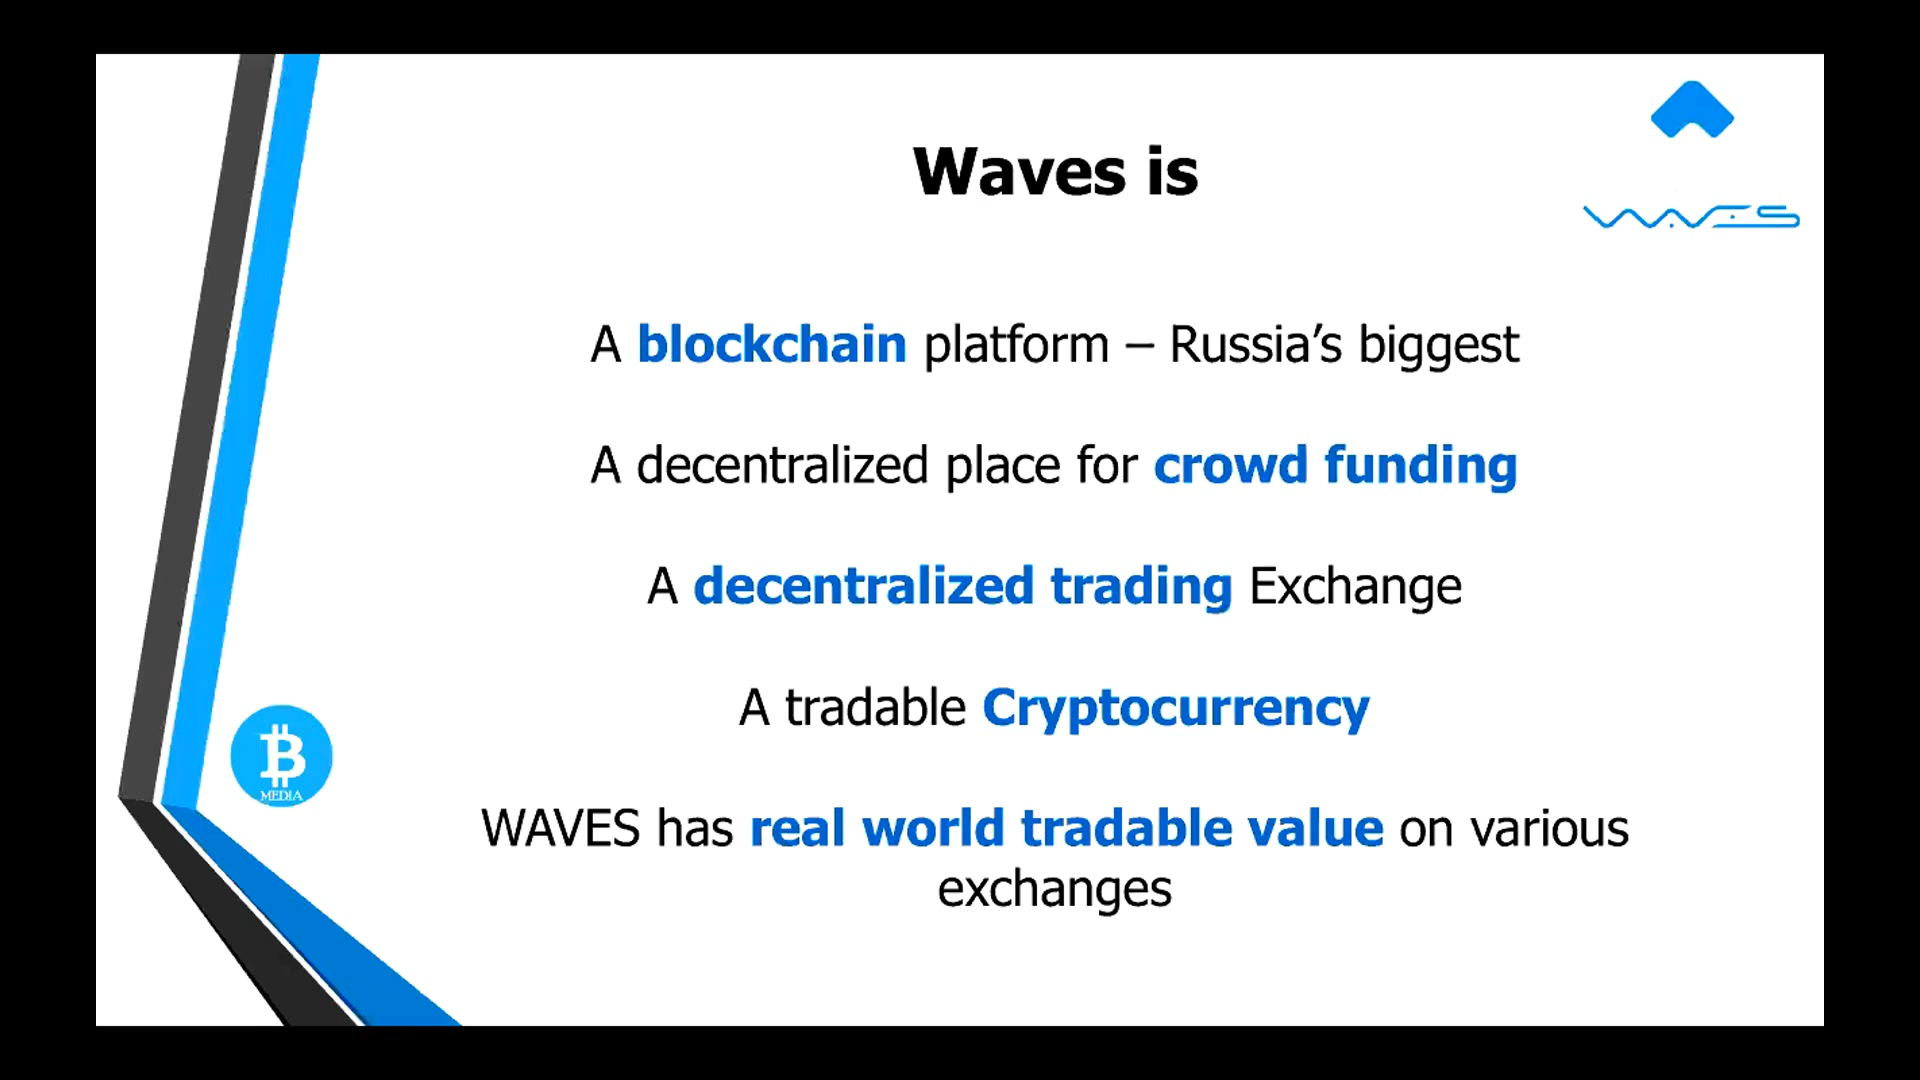 WAVES
Waves is
A blockchain platform – Russia’s biggest
A decentralized place for crowd funding
A decentralized trading Exchange
A tradable Cryptocurrency
B
MEDIA
WAVES has real world tradable value on various
exchanges